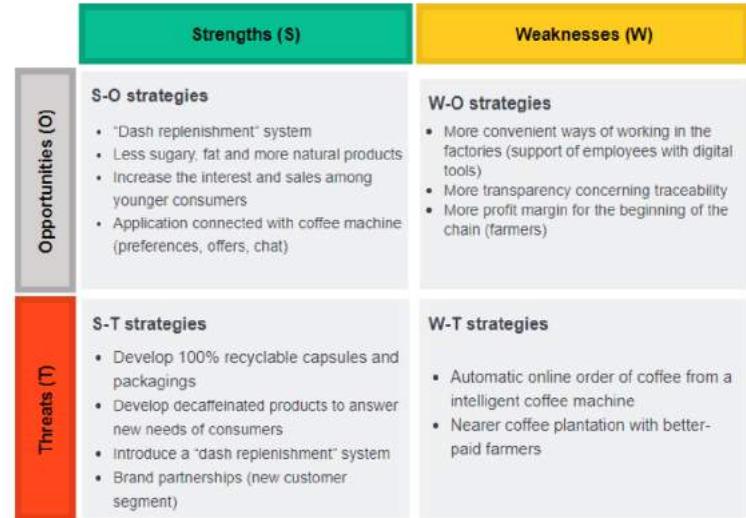 Strengths (S)
Weaknesses (W)
Opportunities (O)
S-O strategies
• "Dash replenishment" system
• Less sugary, fat and more natural products
• Increase the interest and sales among
younger consumers
• Application connected with coffee machine
(preferences, offers, chat)
W-O strategies
• More convenient ways of working in the
factories (support of employees with digital
tools)
• More transparency concerning traceability
• More profit margin for the beginning of the
chain (farmers)
Threats (T)
S-T strategies
• Develop 100% recyclable capsules and
packagings
• Develop decaffeinated products to answer
new needs of consumers
• Introduce a "dash replenishment" system
• Brand partnerships (new customer
segment)
W-T strategies
• Automatic online order of coffee from a
intelligent coffee machine
• Nearer coffee plantation with better-
paid farmers